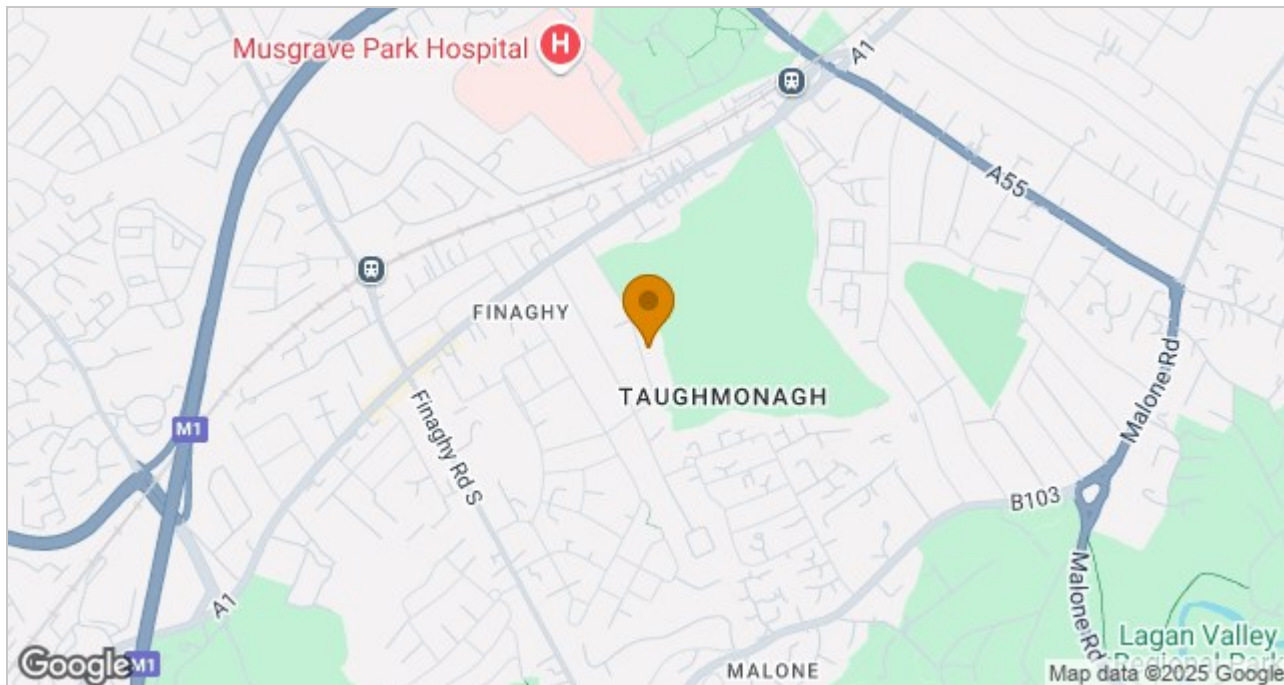 Musgrave Park Hospital
H
A1
A55
FINAGHY
TAUGHMONAGH
Malone Rd
M1
Finaghy Rd S
B103
A1
Malone Rd
Lagan Valley
MALONE
Google
M1
Map data ©2025 Google